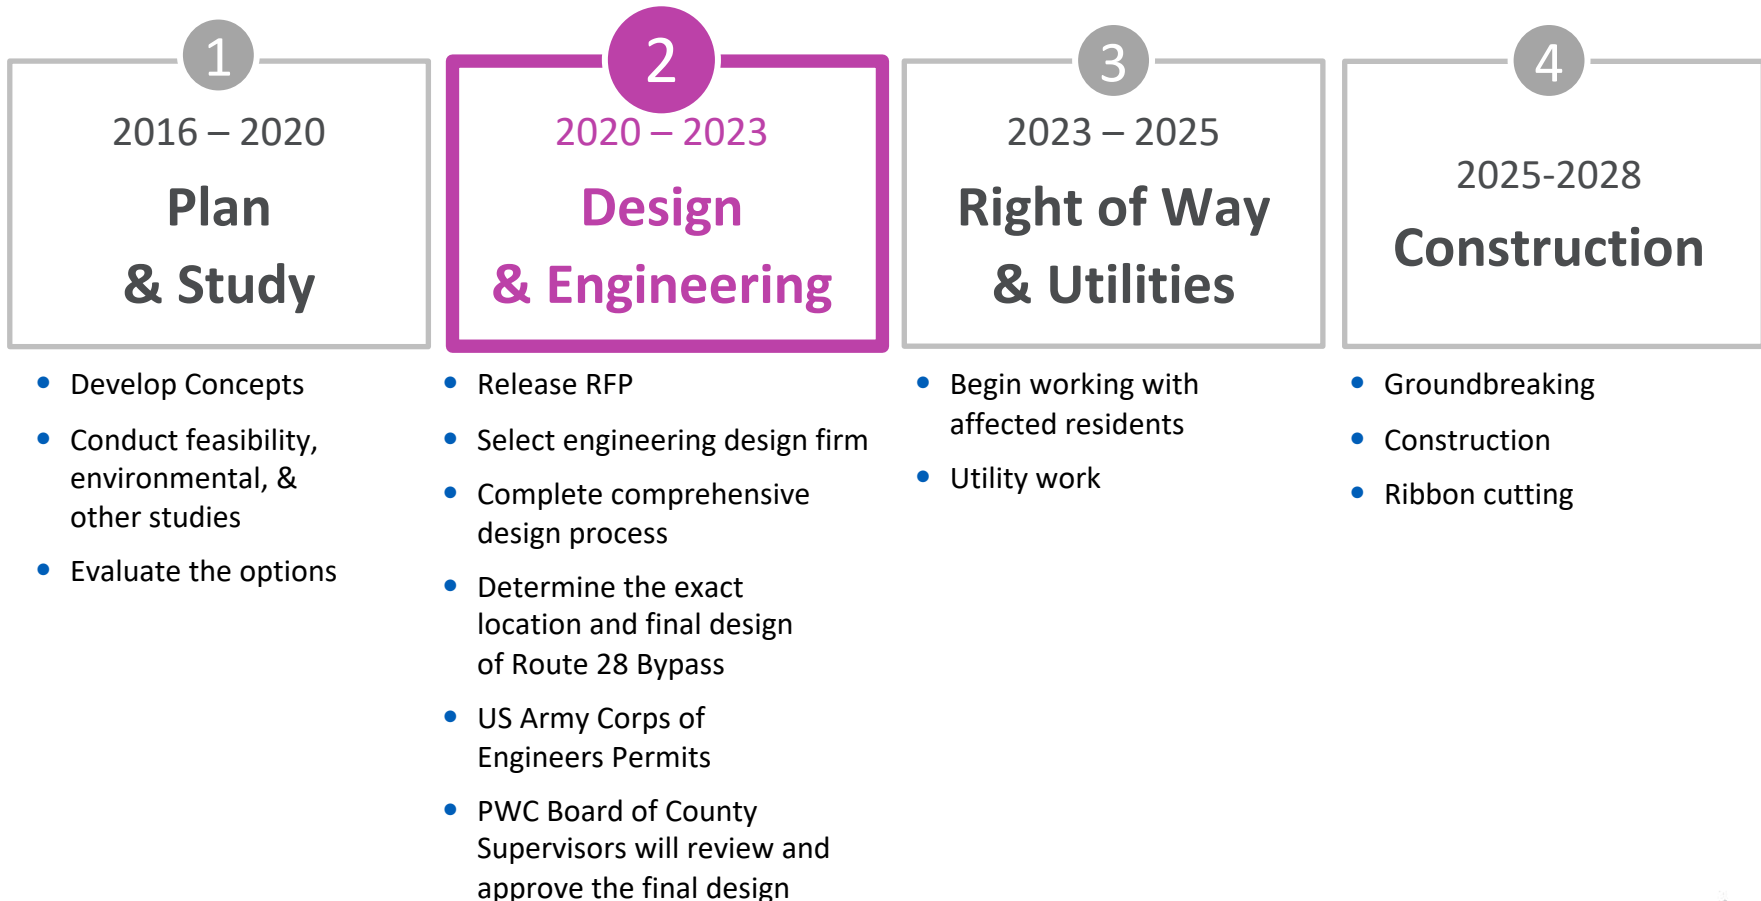 1
2016 – 2020
Plan
& Study
• Develop Concepts
• Conduct feasibility,
environmental, &
other studies
• Evaluate the options
2
2020 – 2023
Design
& Engineering
• Release RFP
• Select engineering design firm
• Complete comprehensive
design process
• Determine the exact
location and final design
of Route 28 Bypass
• US Army Corps of
Engineers Permits
• PWC Board of County
Supervisors will review and
approve the final design
3
2023 – 2025
Right of Way
& Utilities
• Begin working with
affected residents
• Utility work
4
2025-2028
Construction
• Groundbreaking
• Construction
• Ribbon cutting